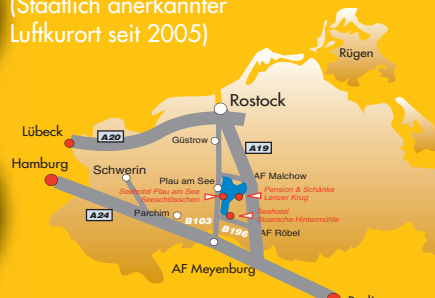 (Staatlich anerkannter
Luftkurort seit 2005)
Rügen
Rostock
Lübeck
A20
Güstrow
A19
Hamburg
Schwerin
Plau am See
AF Malchow
Seehotel Plau am See
Seeschlösschen
Pension & Schänke
Lenzer Krug
Parchim
A24
B103
B196
Seehotel
Stuersche Hintermühle
AF Röbel
AF Meyenburg